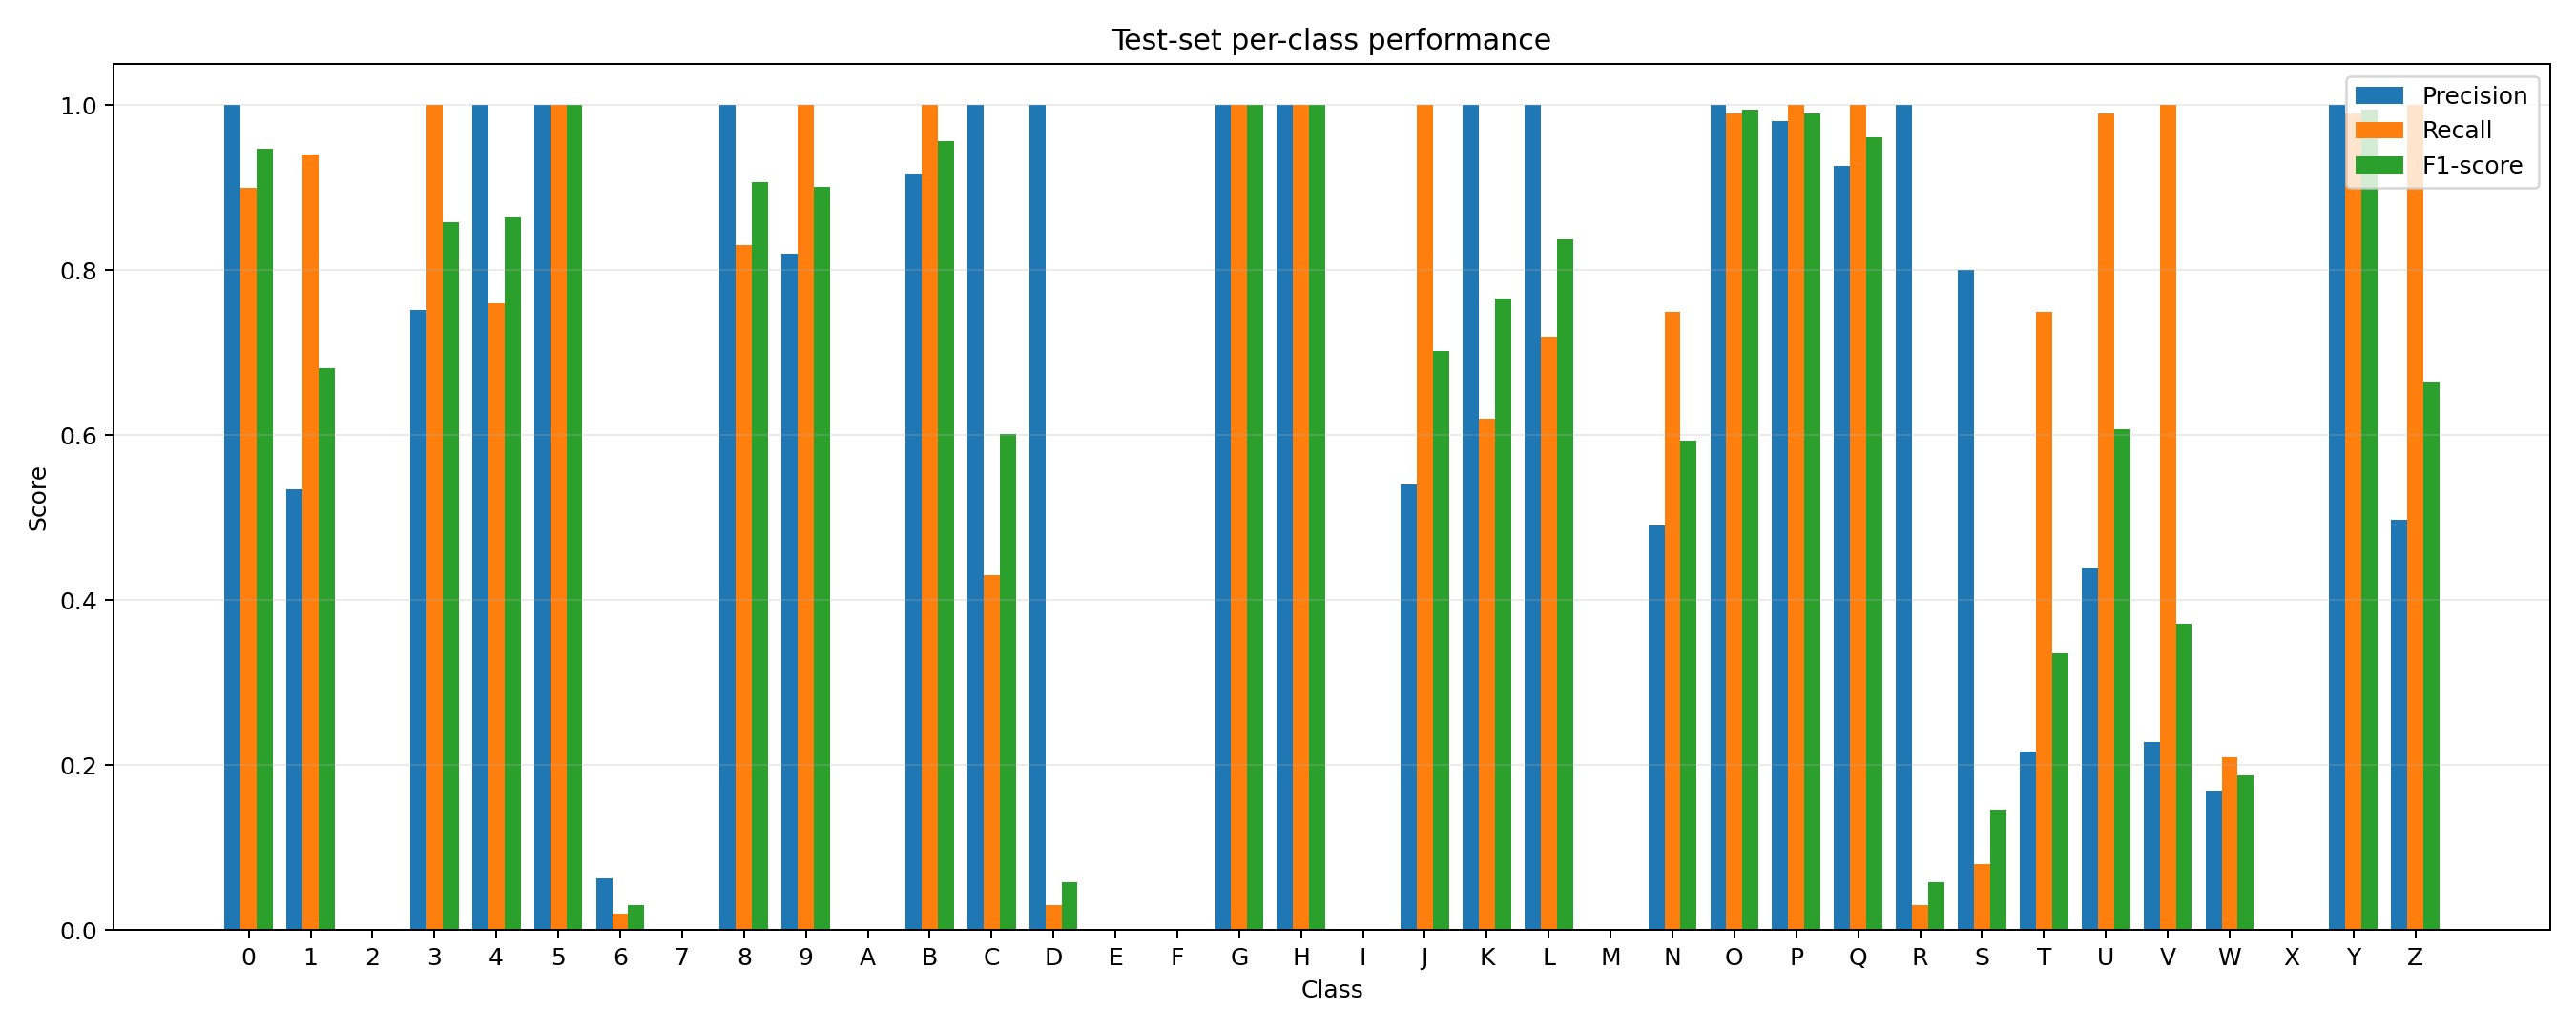 Test-set per-class performance
Precision
Recall
F1-score
1.0
0.8
0.6
0.4
0.2
0.0
Score
0 1 2 3 4 5 6 7 8 9 A B C D E F G H I J K L M N O P Q R S T U V W X Y Z
Class